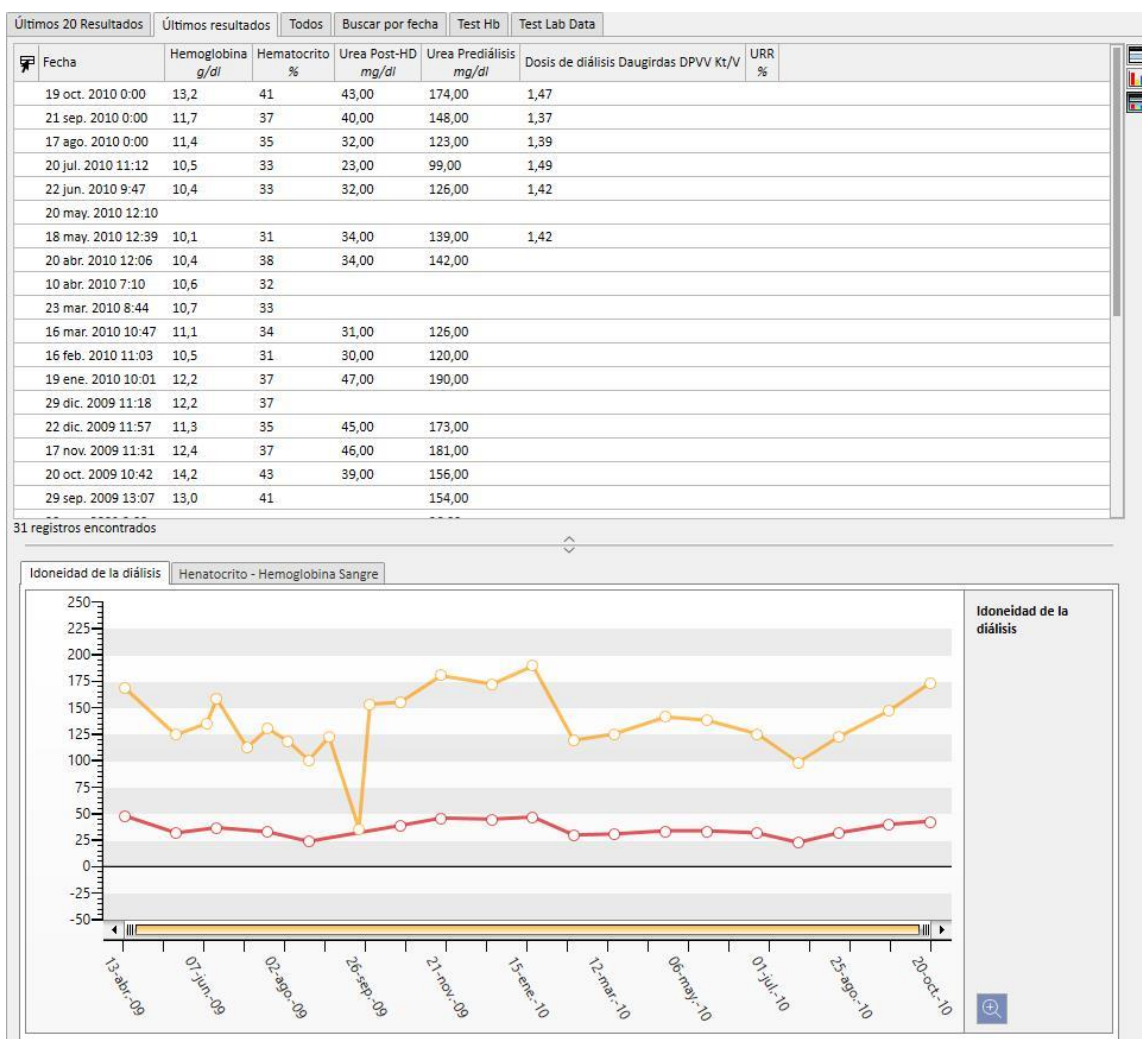 Últimos 20 Resultados Últimos resultados Todos Buscar por fecha Test Hb Test Lab Data
Fecha Hemoglobina g/dl Hematocrito % Urea Post-HD mg/dl Urea Prediálisis mg/dl Dosis de diálisis Daugirdas DPVV Kt/V URR %
19 oct. 2010 0:00 13,2 41 43,00 174,00 1,47
21 sep. 2010 0:00 11,7 37 40,00 148,00 1,37
17 ago. 2010 0:00 11,4 35 32,00 123,00 1,39
20 jul. 2010 11:12 10,5 33 23,00 99,00 1,49
22 jun. 2010 9:47 10,4 33 32,00 126,00 1,42
20 may. 2010 12:10
18 may. 2010 12:39 10,1 31 34,00 139,00 1,42
20 abr. 2010 12:06 10,4 38 34,00 142,00
10 abr. 2010 7:10 10,6 32
23 mar. 2010 8:44 10,7 33
16 mar. 2010 10:47 11,1 34 31,00 126,00
16 feb. 2010 11:03 10,5 31 30,00 120,00
19 ene. 2010 10:01 12,2 37 47,00 190,00
29 dic. 2009 11:18 12,2 37
22 dic. 2009 11:57 11,3 35 45,00 173,00
17 nov. 2009 11:31 12,4 37 46,00 181,00
20 oct. 2009 10:42 14,2 43 39,00 156,00
29 sep. 2009 13:07 13,0 41 154,00
31 registros encontrados
Idoneidad de la diálisis Henatocrito - Hemoglobina Sangre
Idoneidad de la
diálisis
250
225
200
175
150
125
100
75
50
25
0
-25
-50
13-abr.-09 07-jun.-09 02-ago.-09 26-sep.-09 21-nov.-09 15-ene.-10 12-mar.-10 06-may.-10 01-jul.-10 25-ago.-10 20-oct.-10